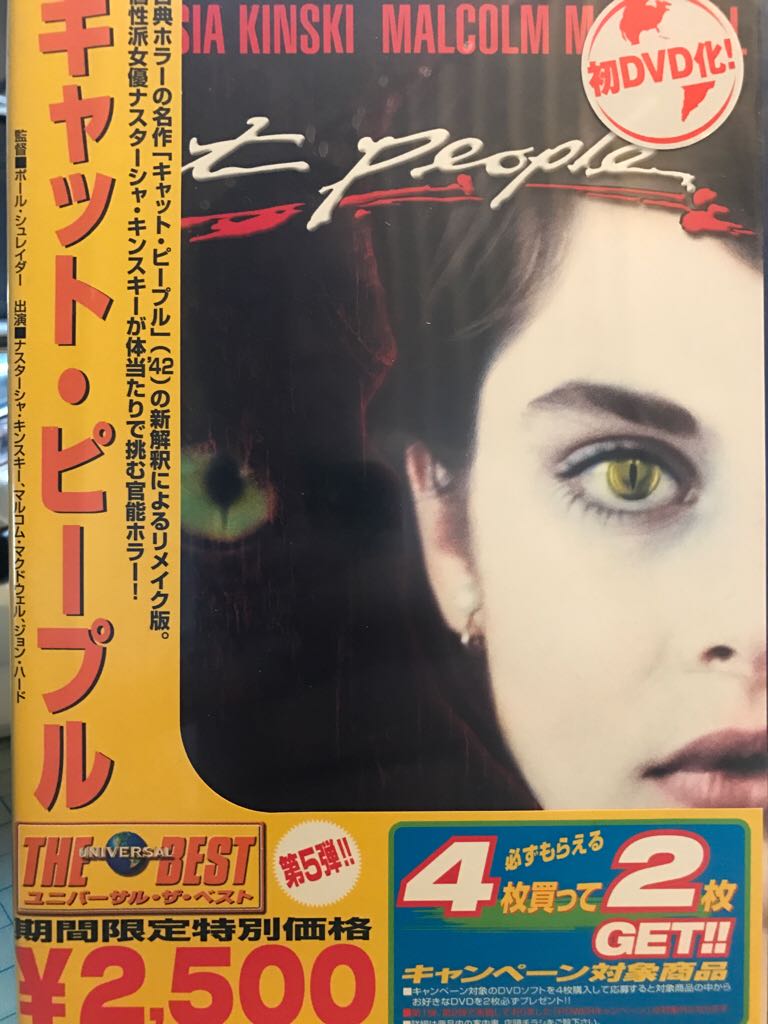 キャット・ピープル
古典ホラーの名作「キャット・ピープル」('42)の新解釈によるリメイク版。
個性派女優ナスターシャ・キンスキーが体当たりで挑む官能ホラー!
監督■ポール・シュレイダー 出演■ナスターシャ・キンスキー、マルコム・マクドウェル、ジョン・ハード
SIA KINSKI MALCOLM M
初DVD化!
t people
THE UNIVERSAL BEST
ユニバーサル・ザ・ベスト
第5弾!!
期間限定特別価格
¥2,500
必ずもらえる
4枚買って2枚
GET!!
キャンペーン対象商品
■キャンペーン対象のDVDソフトを4枚購入して応募すると対象商品の中から
お好きなDVDを2枚必ずプレゼント!!